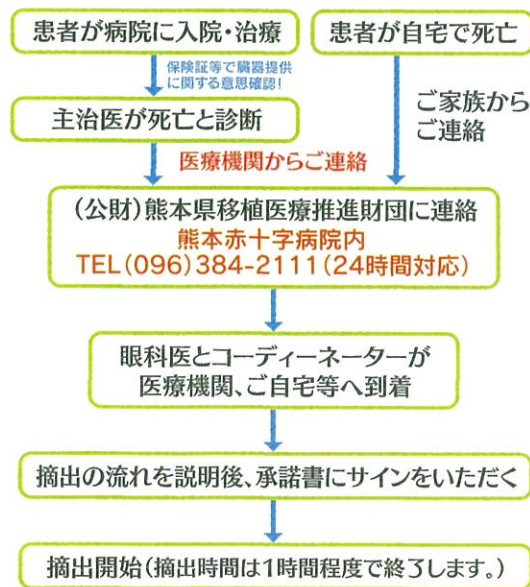 患者が病院に入院・治療
患者が自宅で死亡
保険証等で臓器提供
に関する意思確認!
主治医が死亡と診断
ご家族から
ご連絡
医療機関からご連絡
(公財)熊本県移植医療推進財団に連絡
熊本赤十字病院内
TEL(096)384-2111(24時間対応)
眼科医とコーディーネーターが
医療機関、ご自宅等へ到着
摘出の流れを説明後、承諾書にサインをいただく
摘出開始(摘出時間は1時間程度で終了します。)